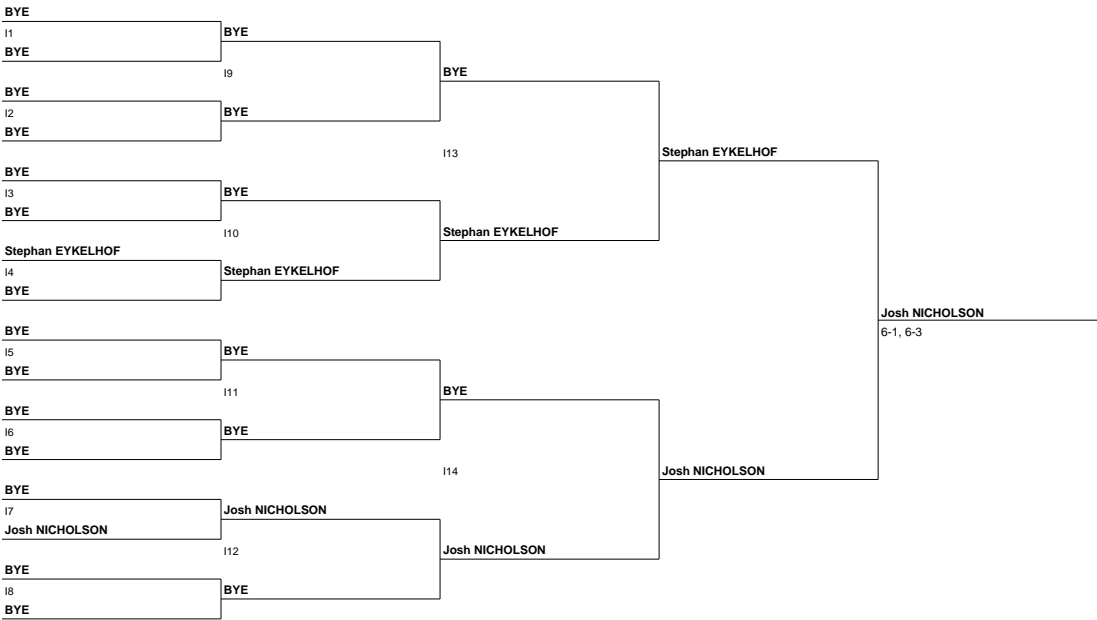 BYE
I1
BYE
BYE
I9
BYE
I2
BYE
BYE
BYE
I13
BYE
I3
BYE
BYE
I10
Stephan EYKELHOF
I4
BYE
Stephan EYKELHOF
Stephan EYKELHOF
Stephan EYKELHOF
BYE
I5
BYE
BYE
I11
BYE
I6
BYE
BYE
BYE
I14
BYE
I7
Josh NICHOLSON
Josh NICHOLSON
I12
BYE
I8
BYE
BYE
Josh NICHOLSON
Josh NICHOLSON
Josh NICHOLSON
6-1, 6-3